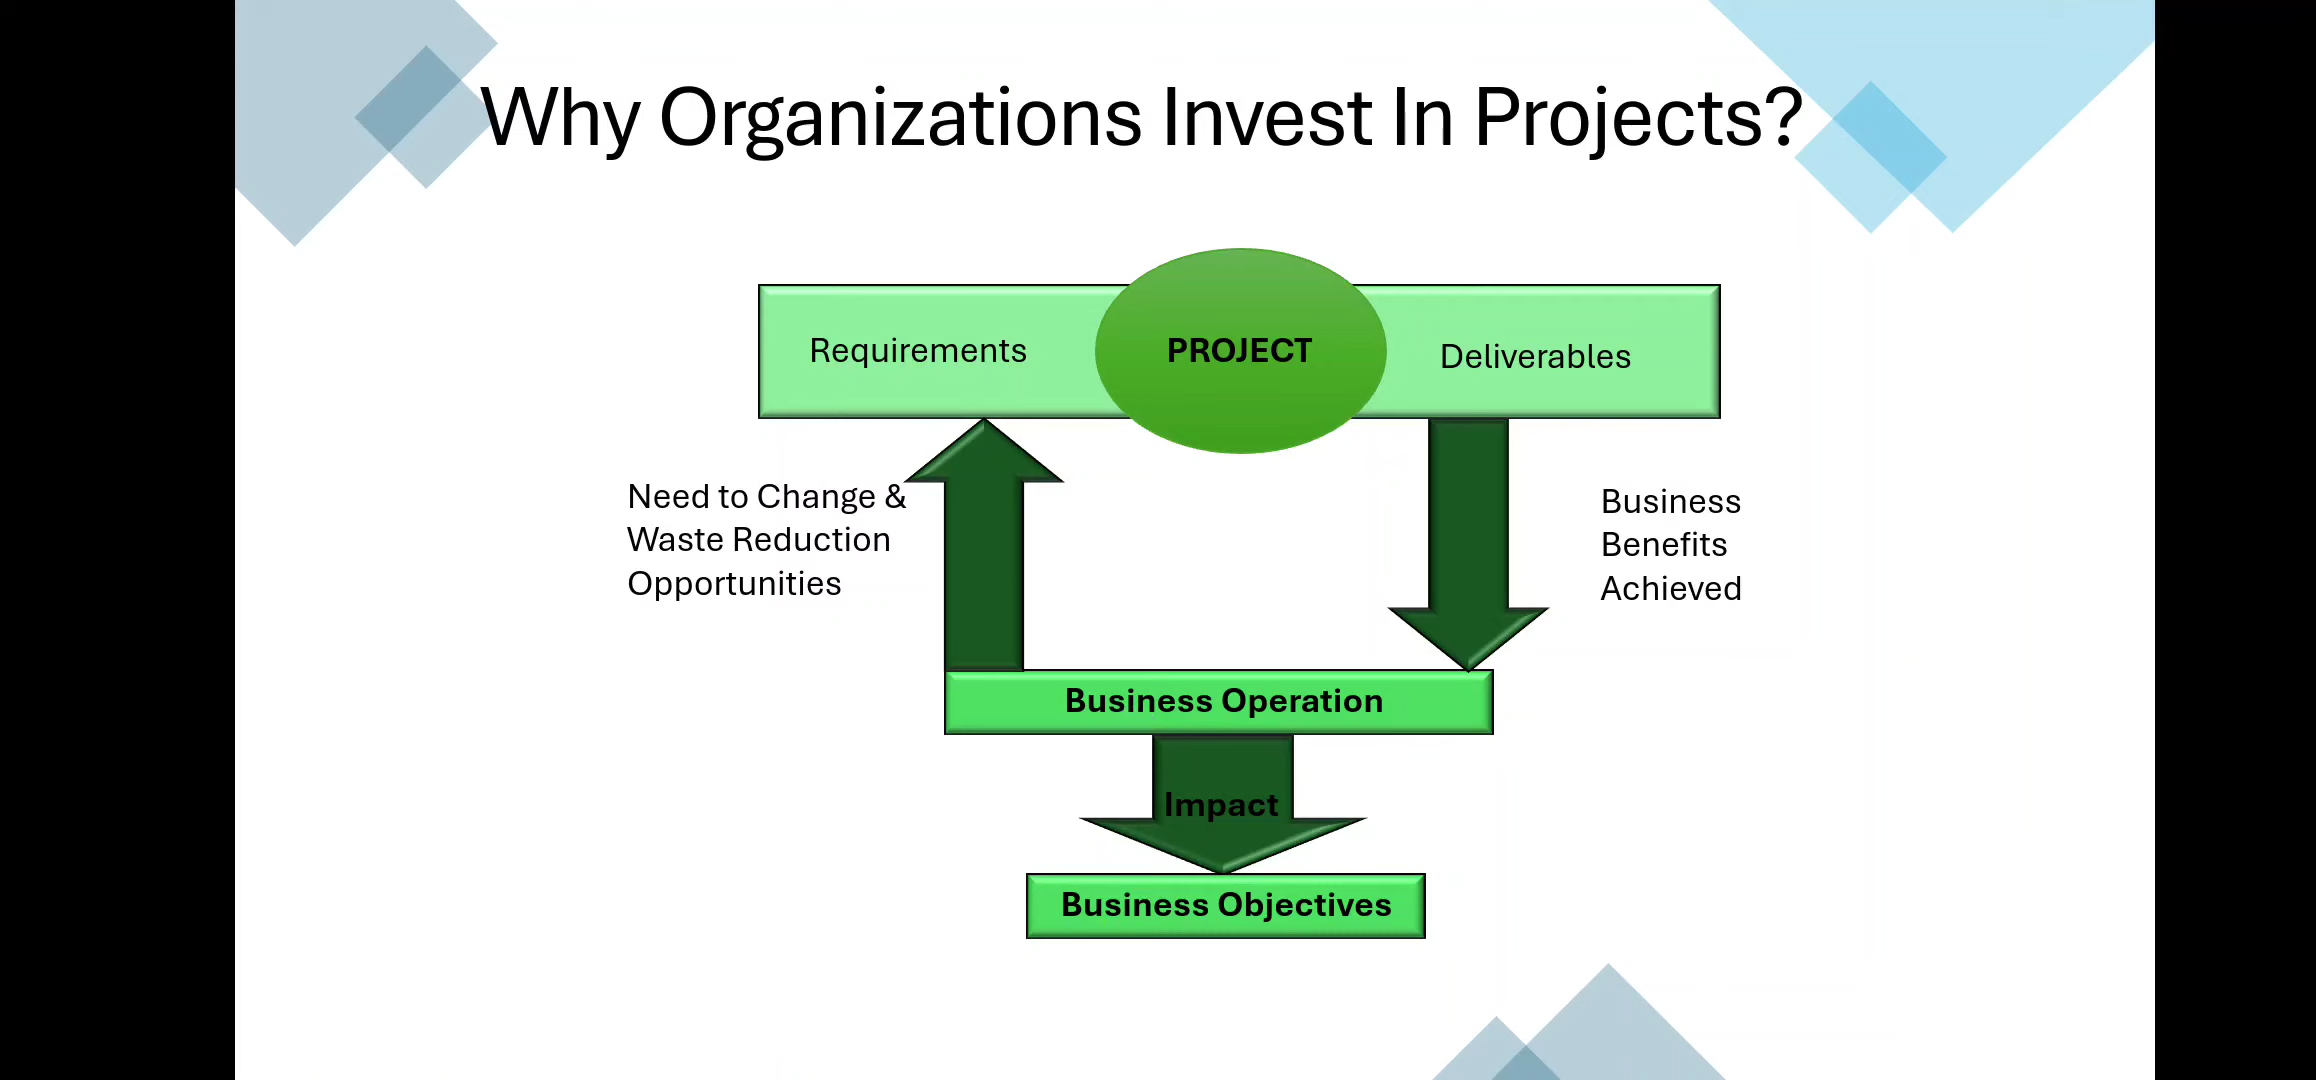 Why Organizations Invest In Projects?
Requirements
PROJECT
Deliverables
Need to Change &
Waste Reduction
Opportunities
Business
Benefits
Achieved
Business Operation
Impact
Business Objectives